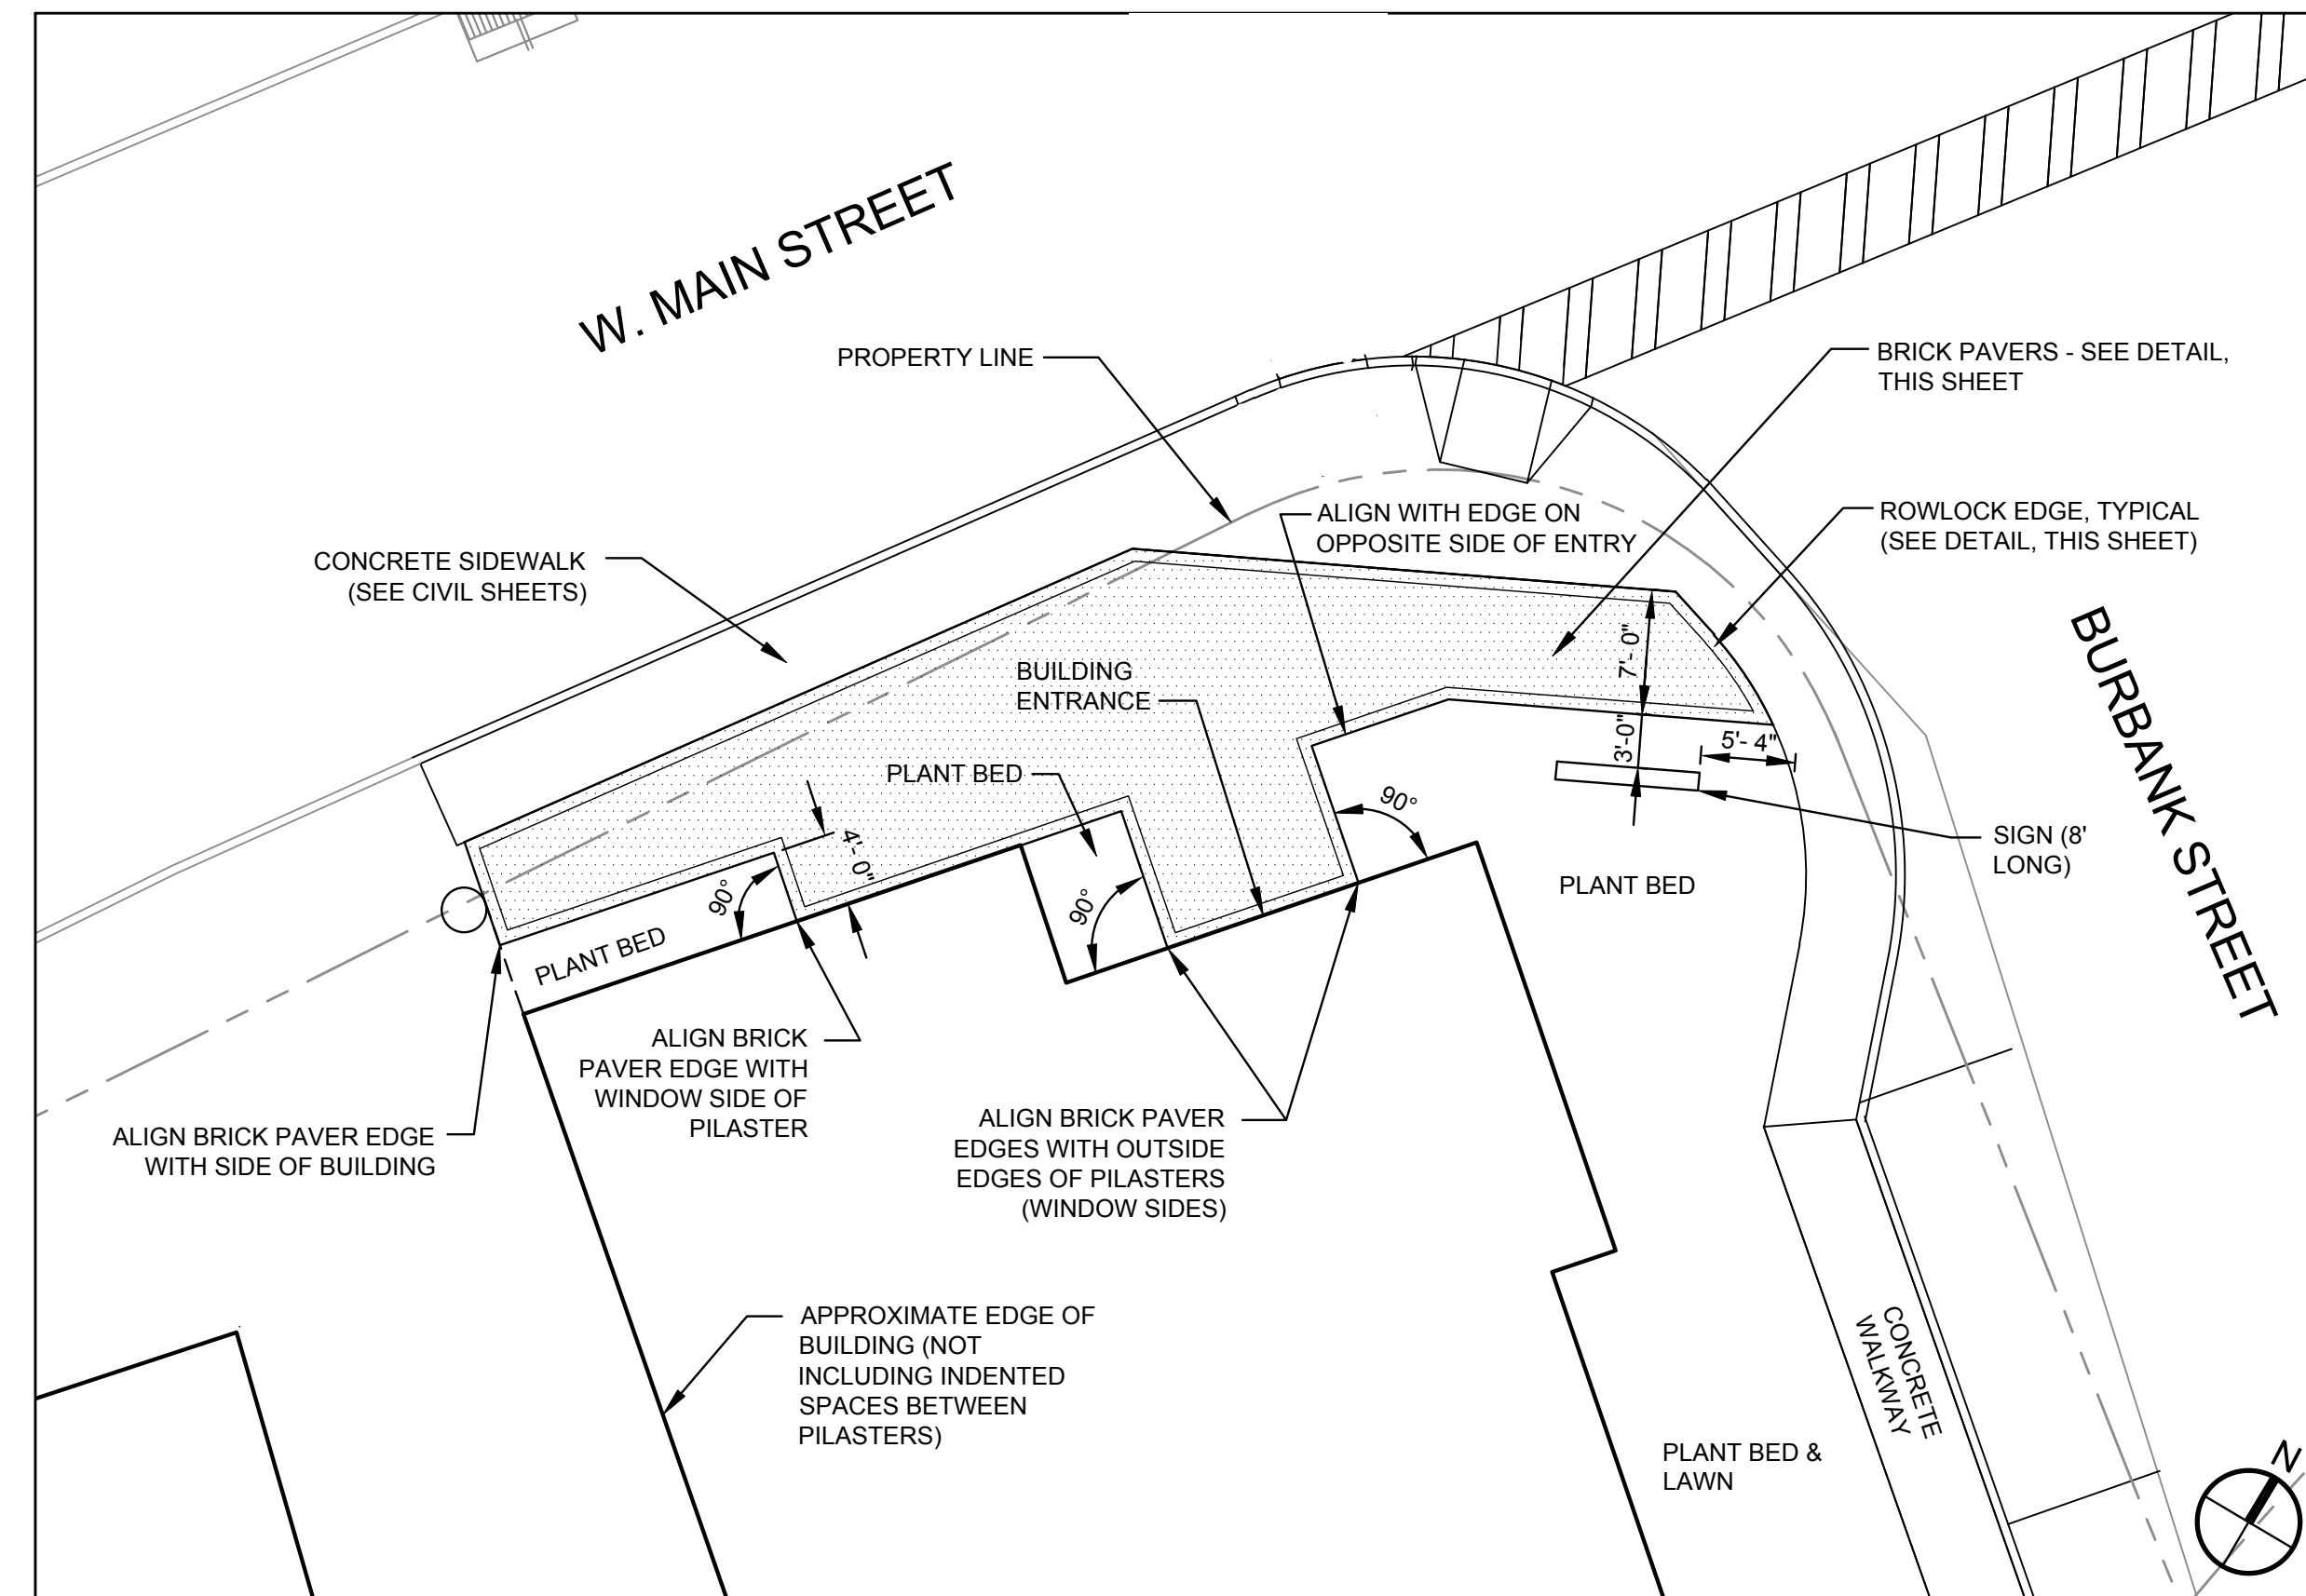 W. MAIN STREET
PROPERTY LINE
BRICK PAVERS - SEE DETAIL,
THIS SHEET
ALIGN WITH EDGE ON
OPPOSITE SIDE OF ENTRY
ROWLOCK EDGE, TYPICAL
(SEE DETAIL, THIS SHEET)
CONCRETE SIDEWALK
(SEE CIVIL SHEETS)
BURBANK STREET
7'- 0"
BUILDING
ENTRANCE
3'-0"
5'- 4"
PLANT BED
90°
4'- 0"
SIGN (8'
LONG)
90°
PLANT BED
90°
PLANT BED
ALIGN BRICK
PAVER EDGE WITH
WINDOW SIDE OF
PILASTER
ALIGN BRICK PAVER EDGE
WITH SIDE OF BUILDING
ALIGN BRICK PAVER
EDGES WITH OUTSIDE
EDGES OF PILASTERS
(WINDOW SIDES)
APPROXIMATE EDGE OF
BUILDING (NOT
INCLUDING INDENTED
SPACES BETWEEN
PILASTERS)
CONCRETE
WALKWAY
PLANT BED &
LAWN
N